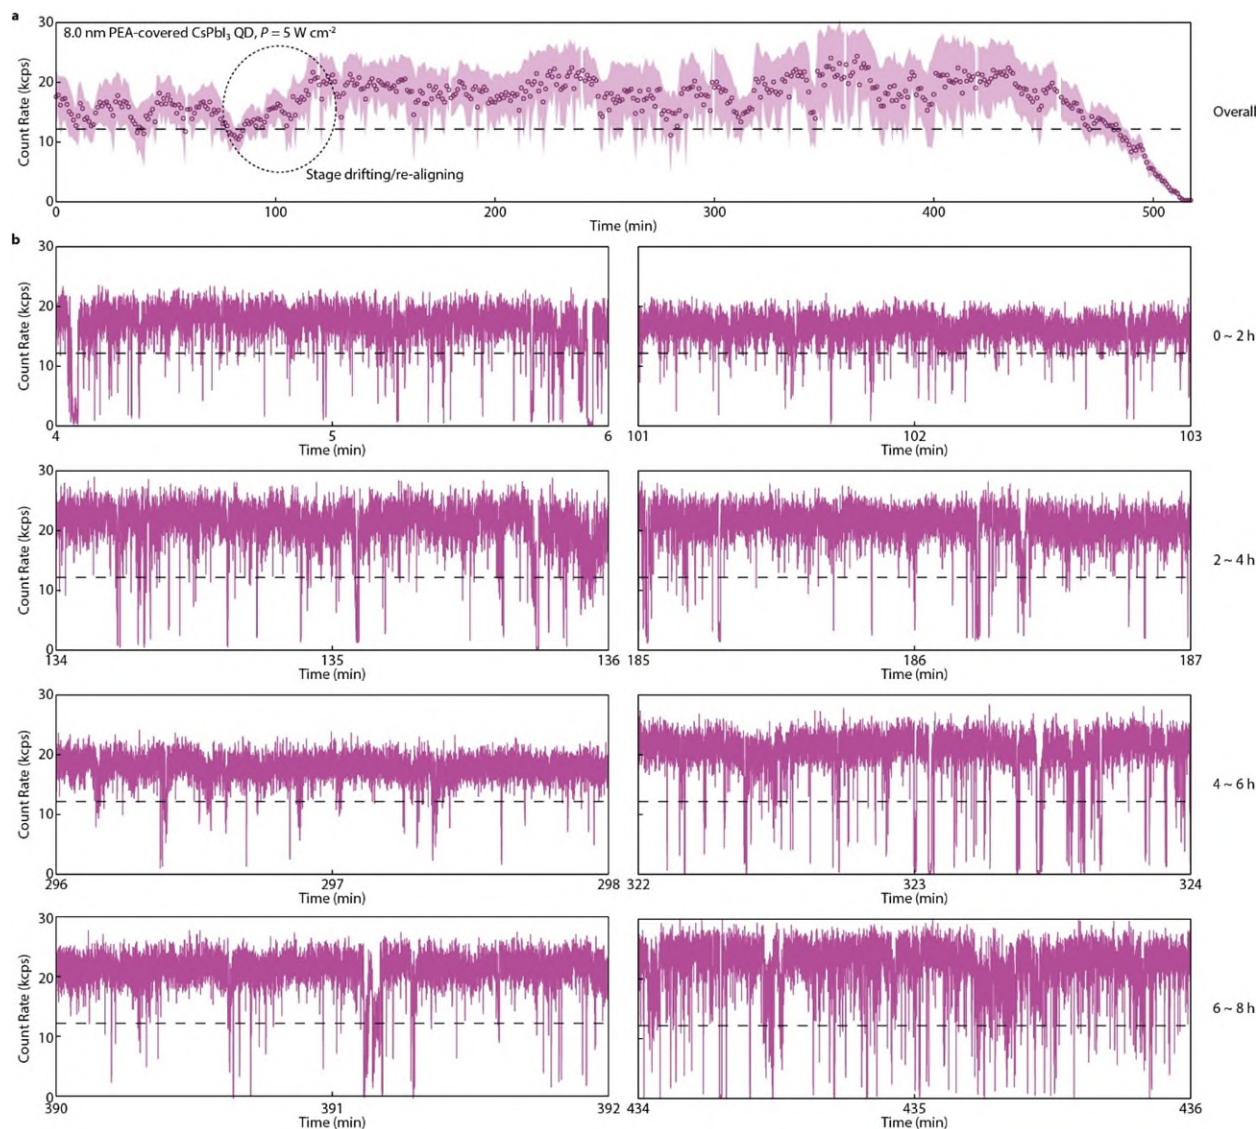 a
8.0 nm PEA-covered CsPbI₃ QD, P = 5 W cm⁻²
30
20
10
0
Count Rate (kcps)
Stage drifting/re-aligning
Overall
0 100 200 300 400 500
Time (min)
b
30
20
10
0
Count Rate (kcps)
0 ~ 2 h
4 5 6
101 102 103
Time (min)
Time (min)
30
20
10
0
Count Rate (kcps)
2 ~ 4 h
134 135 136
185 186 187
Time (min)
Time (min)
30
20
10
0
Count Rate (kcps)
4 ~ 6 h
296 297 298
322 323 324
Time (min)
Time (min)
30
20
10
0
Count Rate (kcps)
6 ~ 8 h
390 391 392
434 435 436
Time (min)
Time (min)